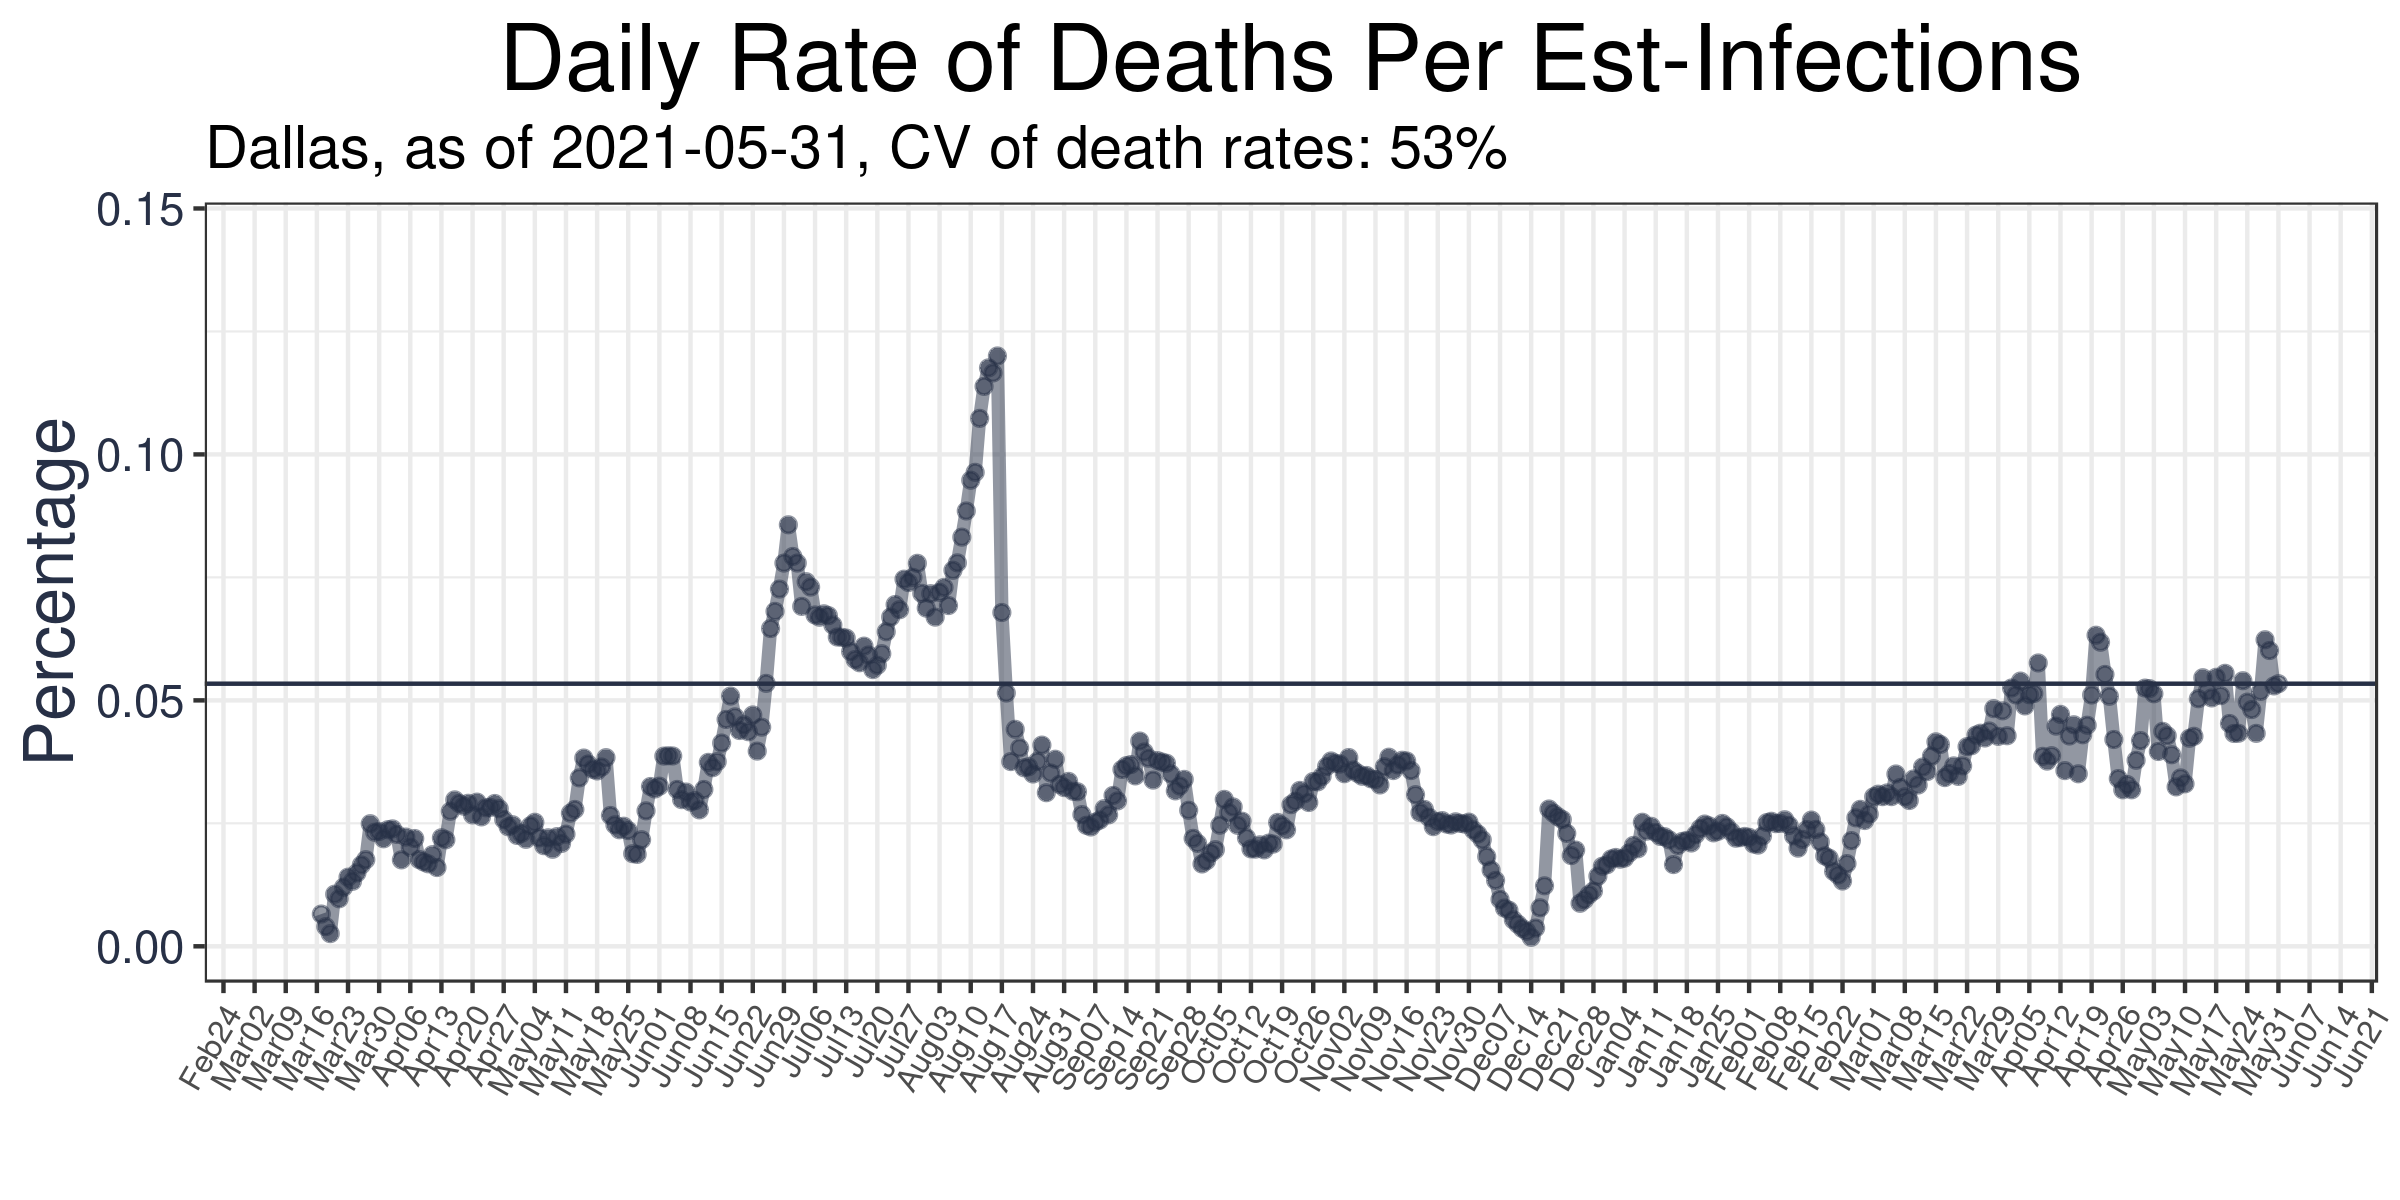 Daily Rate of Deaths Per Est-Infections
Dallas, as of 2021-05-31, CV of death rates: 53%
Percentage
0.15
0.10
0.05
0.00
Feb24
Mar02
Mar09
Mar16
Mar23
Mar30
Apr06
Apr13
Apr20
Apr27
May04
May11
May18
May25
Jun01
Jun08
Jun15
Jun22
Jun29
Jul06
Jul13
Jul20
Jul27
Aug03
Aug10
Aug17
Aug24
Aug31
Sep07
Sep14
Sep21
Sep28
Oct05
Oct12
Oct19
Oct26
Nov02
Nov09
Nov16
Nov23
Nov30
Dec07
Dec14
Dec21
Dec28
Jan04
Jan11
Jan18
Jan25
Feb01
Feb08
Feb15
Feb22
Mar01
Mar08
Mar15
Mar22
Mar29
Apr05
Apr12
Apr19
Apr26
May03
May10
May17
May24
May31
Jun07
Jun14
Jun21